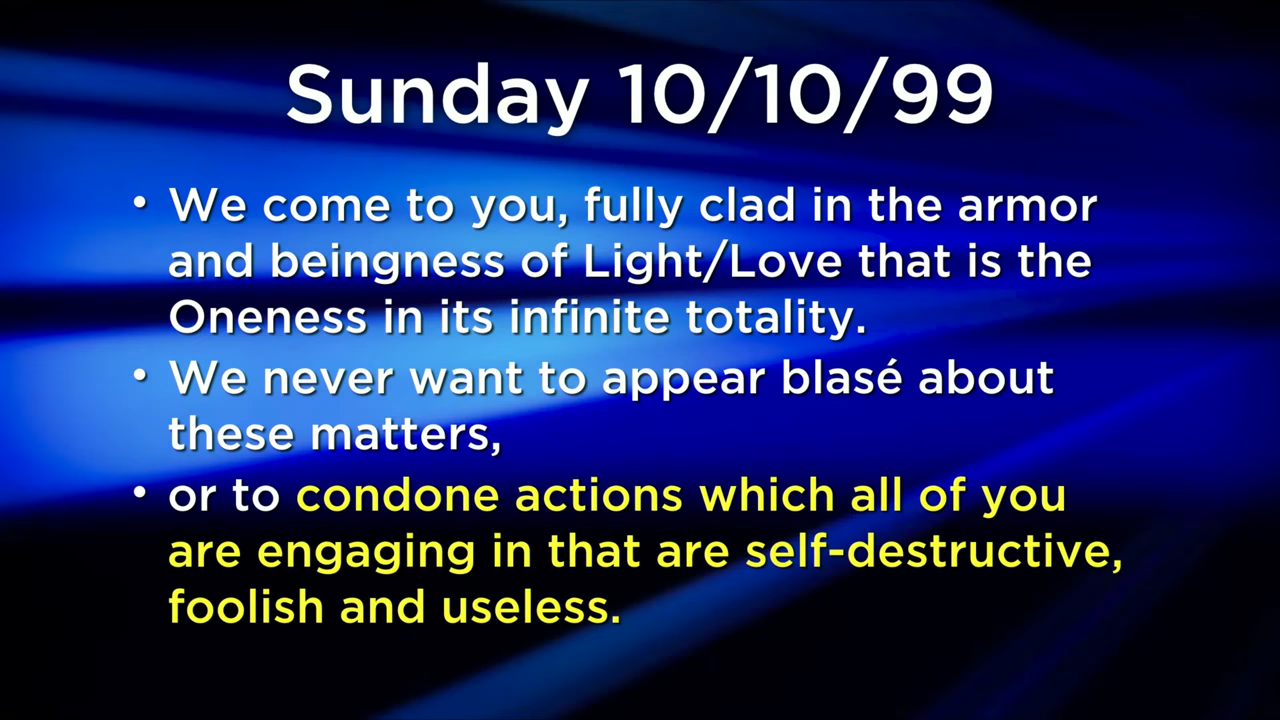 Sunday 10/10/99
• We come to you, fully clad in the armor
and beingness of Light/Love that is the
Oneness in its infinite totality.
• We never want to appear blasé about
these matters,
• or to condone actions which all of you
are engaging in that are self-destructive,
foolish and useless.